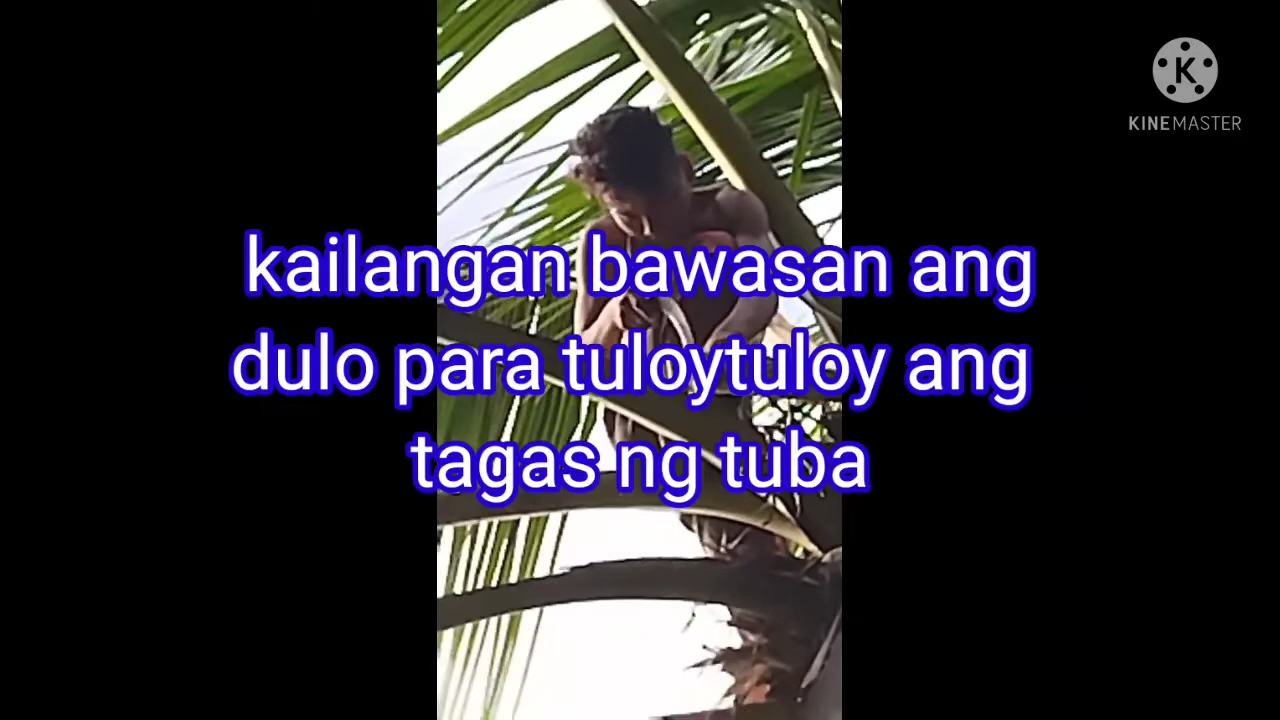 kailangan bawasan ang
dulo para tuloytuloy ang
tagas ng tuba
K
KINEMASTER